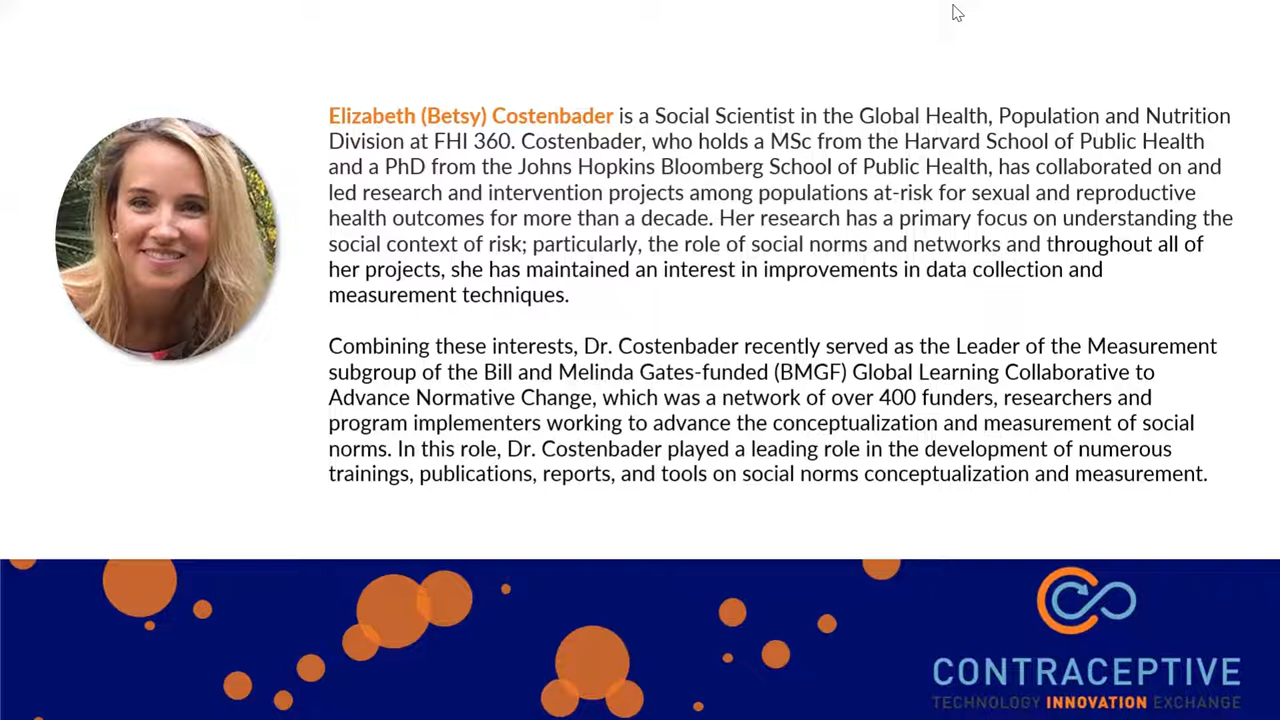 Elizabeth (Betsy) Costenbader is a Social Scientist in the Global Health, Population and Nutrition
Division at FHI 360. Costenbader, who holds a MSc from the Harvard School of Public Health
and a PhD from the Johns Hopkins Bloomberg School of Public Health, has collaborated on and
led research and intervention projects among populations at-risk for sexual and reproductive
health outcomes for more than a decade. Her research has a primary focus on understanding the
social context of risk; particularly, the role of social norms and networks and throughout all of
her projects, she has maintained an interest in improvements in data collection and
measurement techniques.
Combining these interests, Dr. Costenbader recently served as the Leader of the Measurement
subgroup of the Bill and Melinda Gates-funded (BMGF) Global Learning Collaborative to
Advance Normative Change, which was a network of over 400 funders, researchers and
program implementers working to advance the conceptualization and measurement of social
norms. In this role, Dr. Costenbader played a leading role in the development of numerous
trainings, publications, reports, and tools on social norms conceptualization and measurement.
CONTRACEPTIVE
TECHNOLOGY INNOVATION EXCHANGE